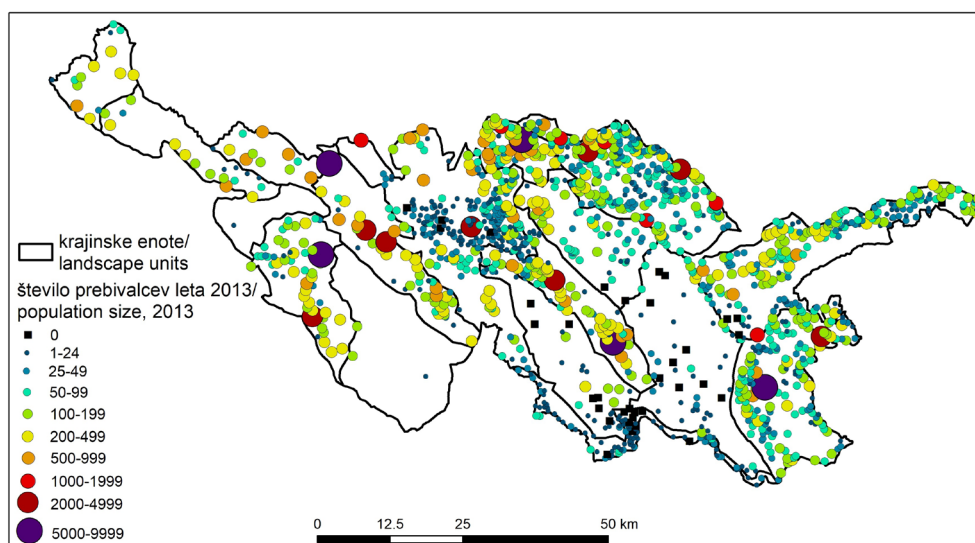 krajinske enote/
landscape units
število prebivalcev leta 2013/
population size, 2013
0
1-24
25-49
50-99
100-199
200-499
500-999
1000-1999
2000-4999
5000-9999
0 12.5 25 50 km